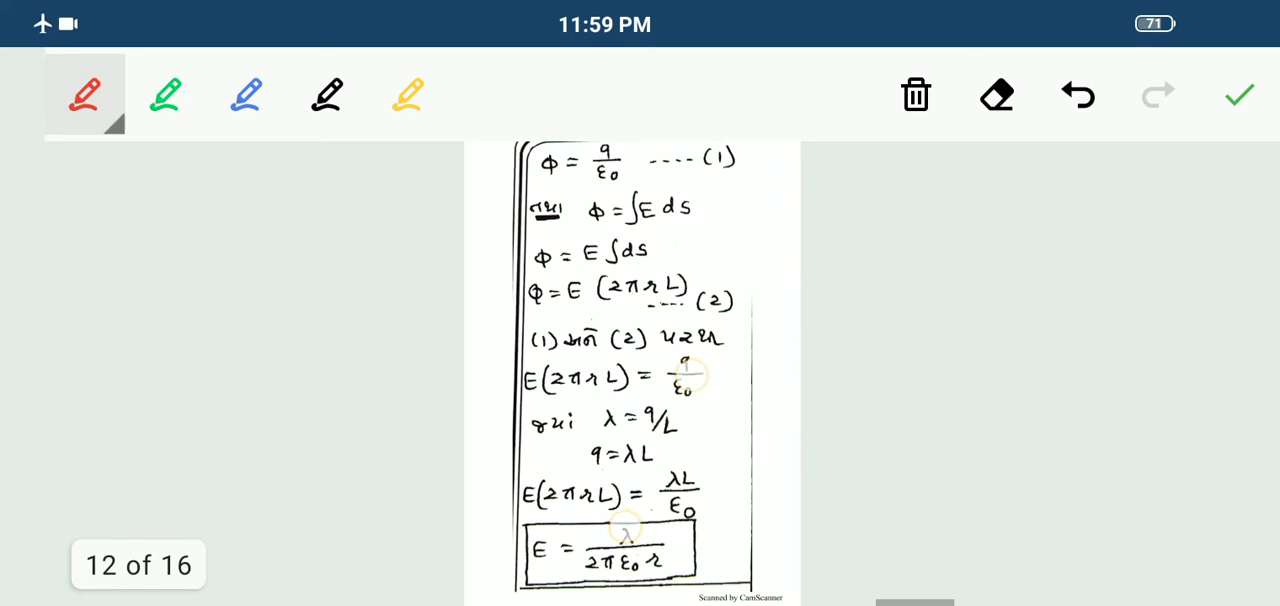 11:59 PM
71
Φ = q/ε₀ ---- (1)
તથા Φ = ∫E ds
Φ = E ∫ds
Φ = E (2πrL) ---- (2)
(1) અને (2) પરથી
E(2πrL) = q/ε₀
જ્યાં λ = q/L
q = λL
E(2πrL) = λL/ε₀
E = λ/2πε₀r
12 of 16
Scanned by CamScanner